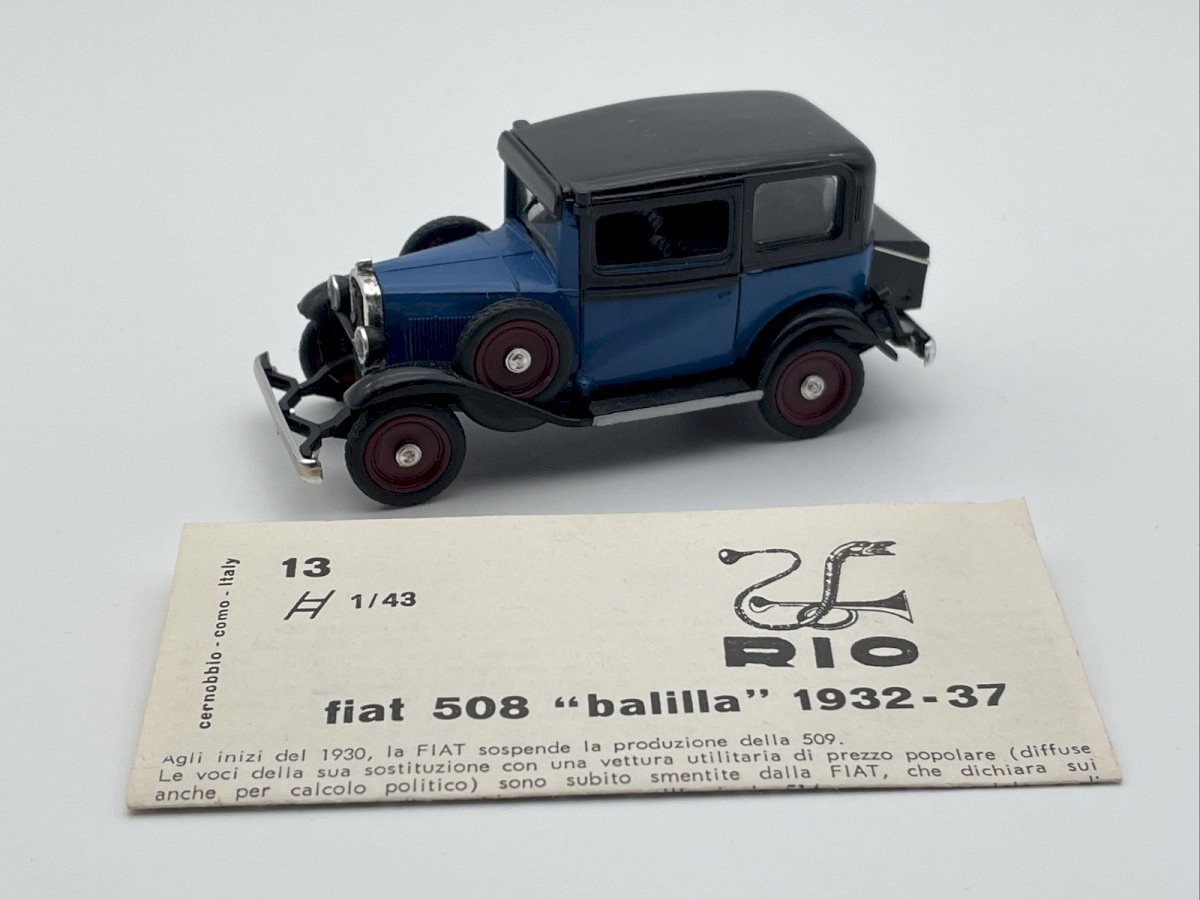 cernobbio - como - Italy
13
1/43
RIO
fiat 508 “balilla” 1932-37
Agli inizi del 1930, la FIAT sospende la produzione della 509.
Le voci della sua sostituzione con una vettura utilitaria di prezzo popolare (diffuse
anche per calcolo politico) sono subito smentite dalla FIAT, che dichiara sui